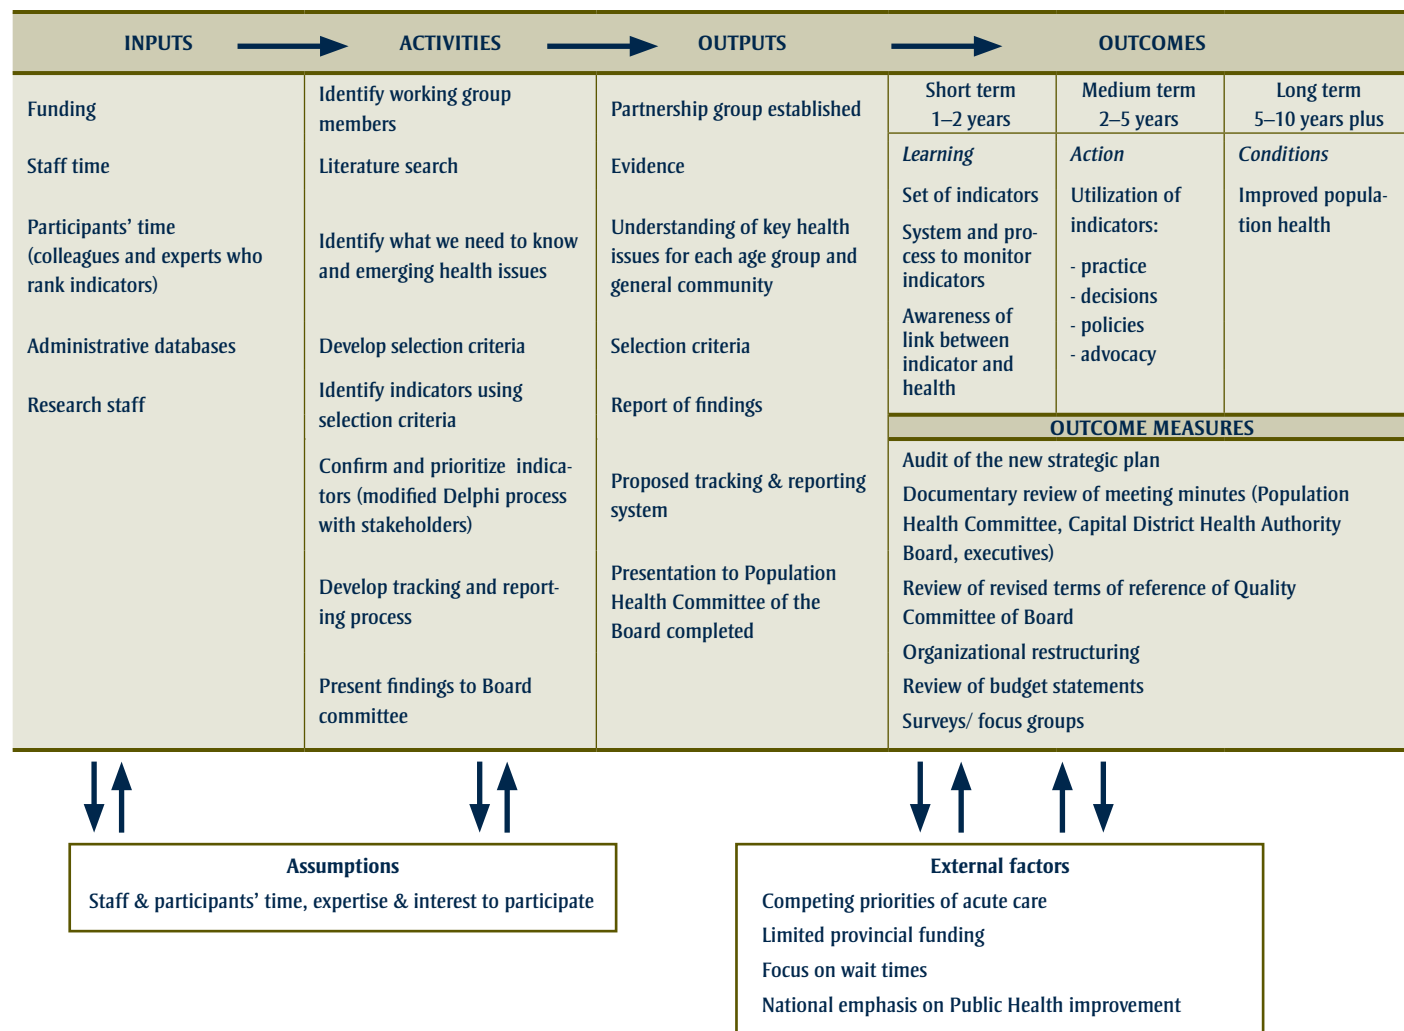 INPUTS
ACTIVITIES
OUTPUTS
OUTCOMES
Funding
Staff time
Participants’ time
(colleagues and experts who
rank indicators)
Administrative databases
Research staff
Identify working group
members
Literature search
Identify what we need to know
and emerging health issues
Develop selection criteria
Identify indicators using
selection criteria
Confirm and prioritize indica-
tors (modified Delphi process
with stakeholders)
Develop tracking and report-
ing process
Present findings to Board
committee
Partnership group established
Evidence
Understanding of key health
issues for each age group and
general community
Selection criteria
Report of findings
Proposed tracking & reporting
system
Presentation to Population
Health Committee of the
Board completed
Short term
1–2 years
Learning
Set of indicators
System and pro-
cess to monitor
indicators
Awareness of
link between
indicator and
health
Medium term
2–5 years
Action
Utilization of
indicators:
- practice
- decisions
- policies
- advocacy
Long term
5–10 years plus
Conditions
Improved popula-
tion health
OUTCOME MEASURES
Audit of the new strategic plan
Documentary review of meeting minutes (Population
Health Committee, Capital District Health Authority
Board, executives)
Review of revised terms of reference of Quality
Committee of Board
Organizational restructuring
Review of budget statements
Surveys/ focus groups
Assumptions
Staff & participants’ time, expertise & interest to participate
External factors
Competing priorities of acute care
Limited provincial funding
Focus on wait times
National emphasis on Public Health improvement